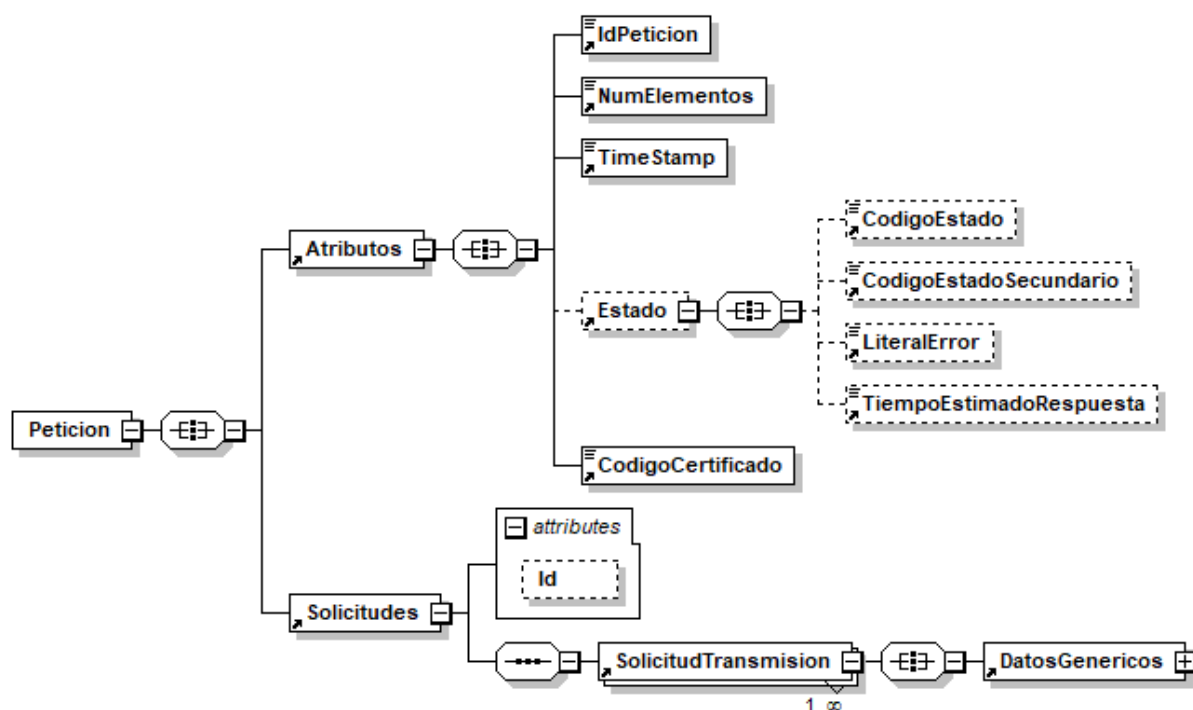 IdPeticion
NumElementos
TimeStamp
CodigoEstado
Atributos
CodigoEstadoSecundario
Estado
LiteralError
TiempoEstimadoRespuesta
Peticion
CodigoCertificado
attributes
Id
Solicitudes
SolicitudTransmision
DatosGenericos
1..∞